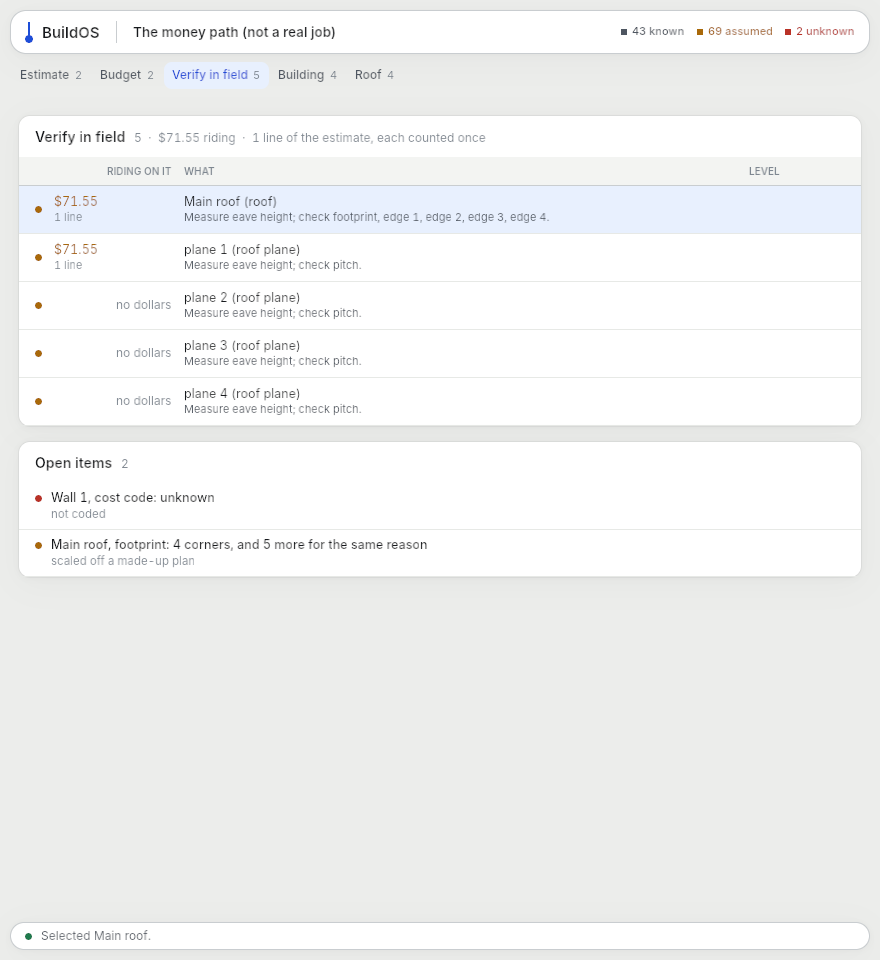 BuildOS
The money path (not a real job)
43 known
69 assumed
2 unknown
Estimate 2
Budget 2
Verify in field 5
Building 4
Roof 4
Verify in field 5 · $71.55 riding · 1 line of the estimate, each counted once
RIDING ON IT WHAT LEVEL
$71.55
1 line
Main roof (roof)
Measure eave height; check footprint, edge 1, edge 2, edge 3, edge 4.
$71.55
1 line
plane 1 (roof plane)
Measure eave height; check pitch.
no dollars
plane 2 (roof plane)
Measure eave height; check pitch.
no dollars
plane 3 (roof plane)
Measure eave height; check pitch.
no dollars
plane 4 (roof plane)
Measure eave height; check pitch.
Open items 2
Wall 1, cost code: unknown
not coded
Main roof, footprint: 4 corners, and 5 more for the same reason
scaled off a made-up plan
Selected Main roof.